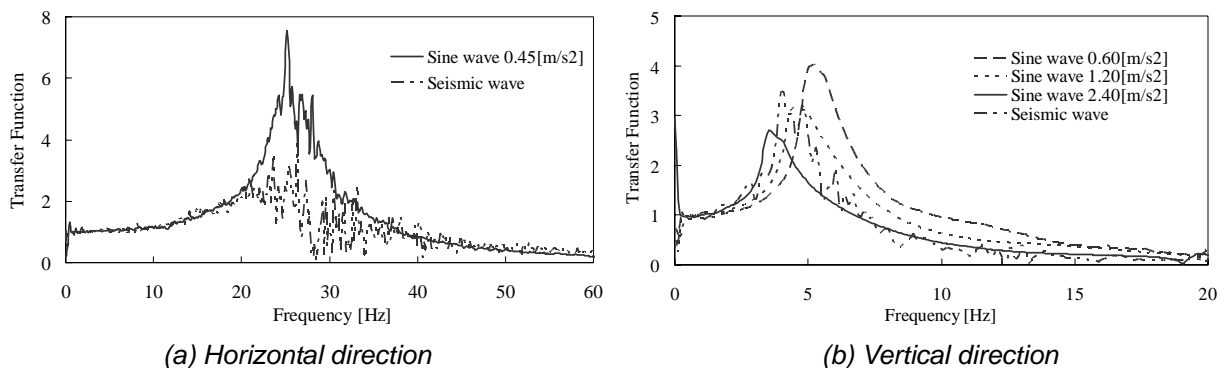 Transfer Function
8
6
4
2
0
Sine wave 0.45[m/s2]
Seismic wave
0 10 20 30 40 50 60
Frequency [Hz]
(a) Horizontal direction
Transfer Function
5
4
3
2
1
0
Sine wave 0.60[m/s2]
Sine wave 1.20[m/s2]
Sine wave 2.40[m/s2]
Seismic wave
0 5 10 15 20
Frequency [Hz]
(b) Vertical direction